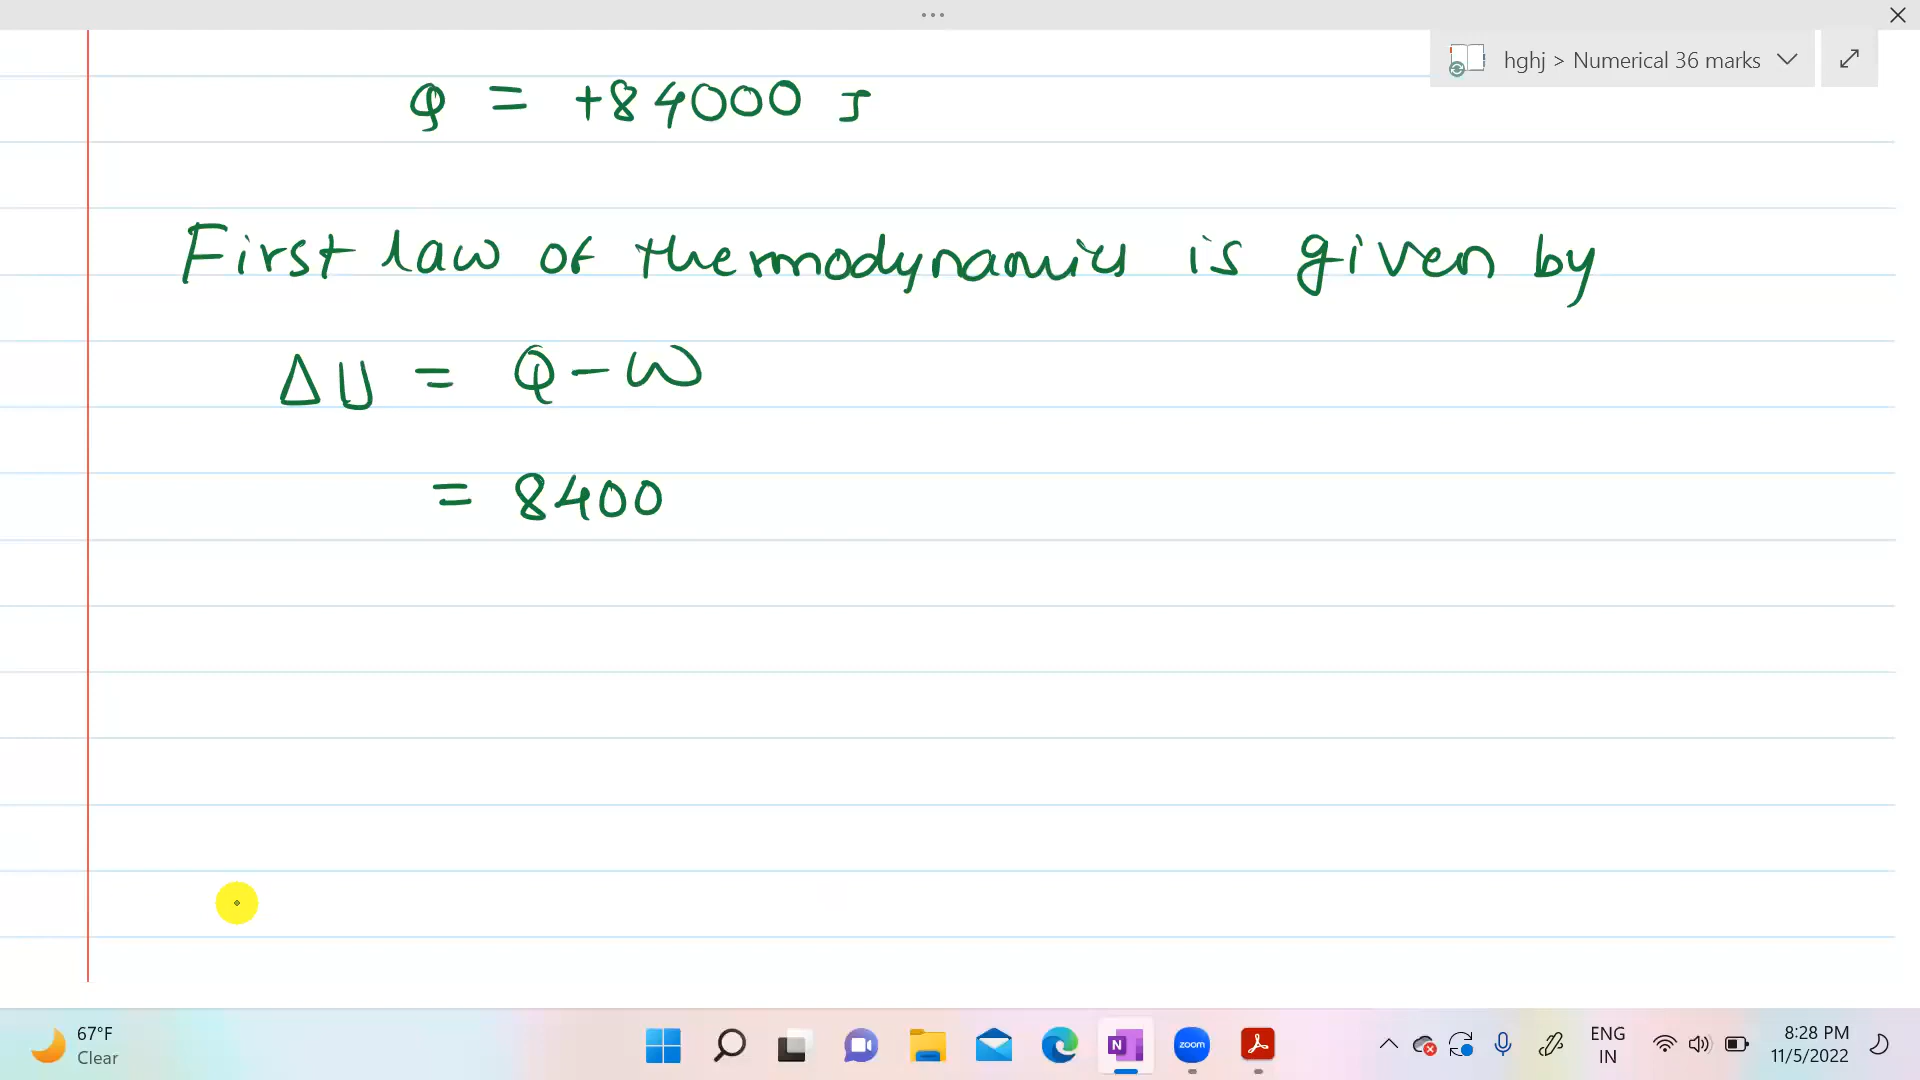 hghj > Numerical 36 marks
Q = +84000 J
First law of thermodynamics is given by
ΔU = Q - W
= 8400
67°F
Clear
zoom
ENG
IN
8:28 PM
11/5/2022